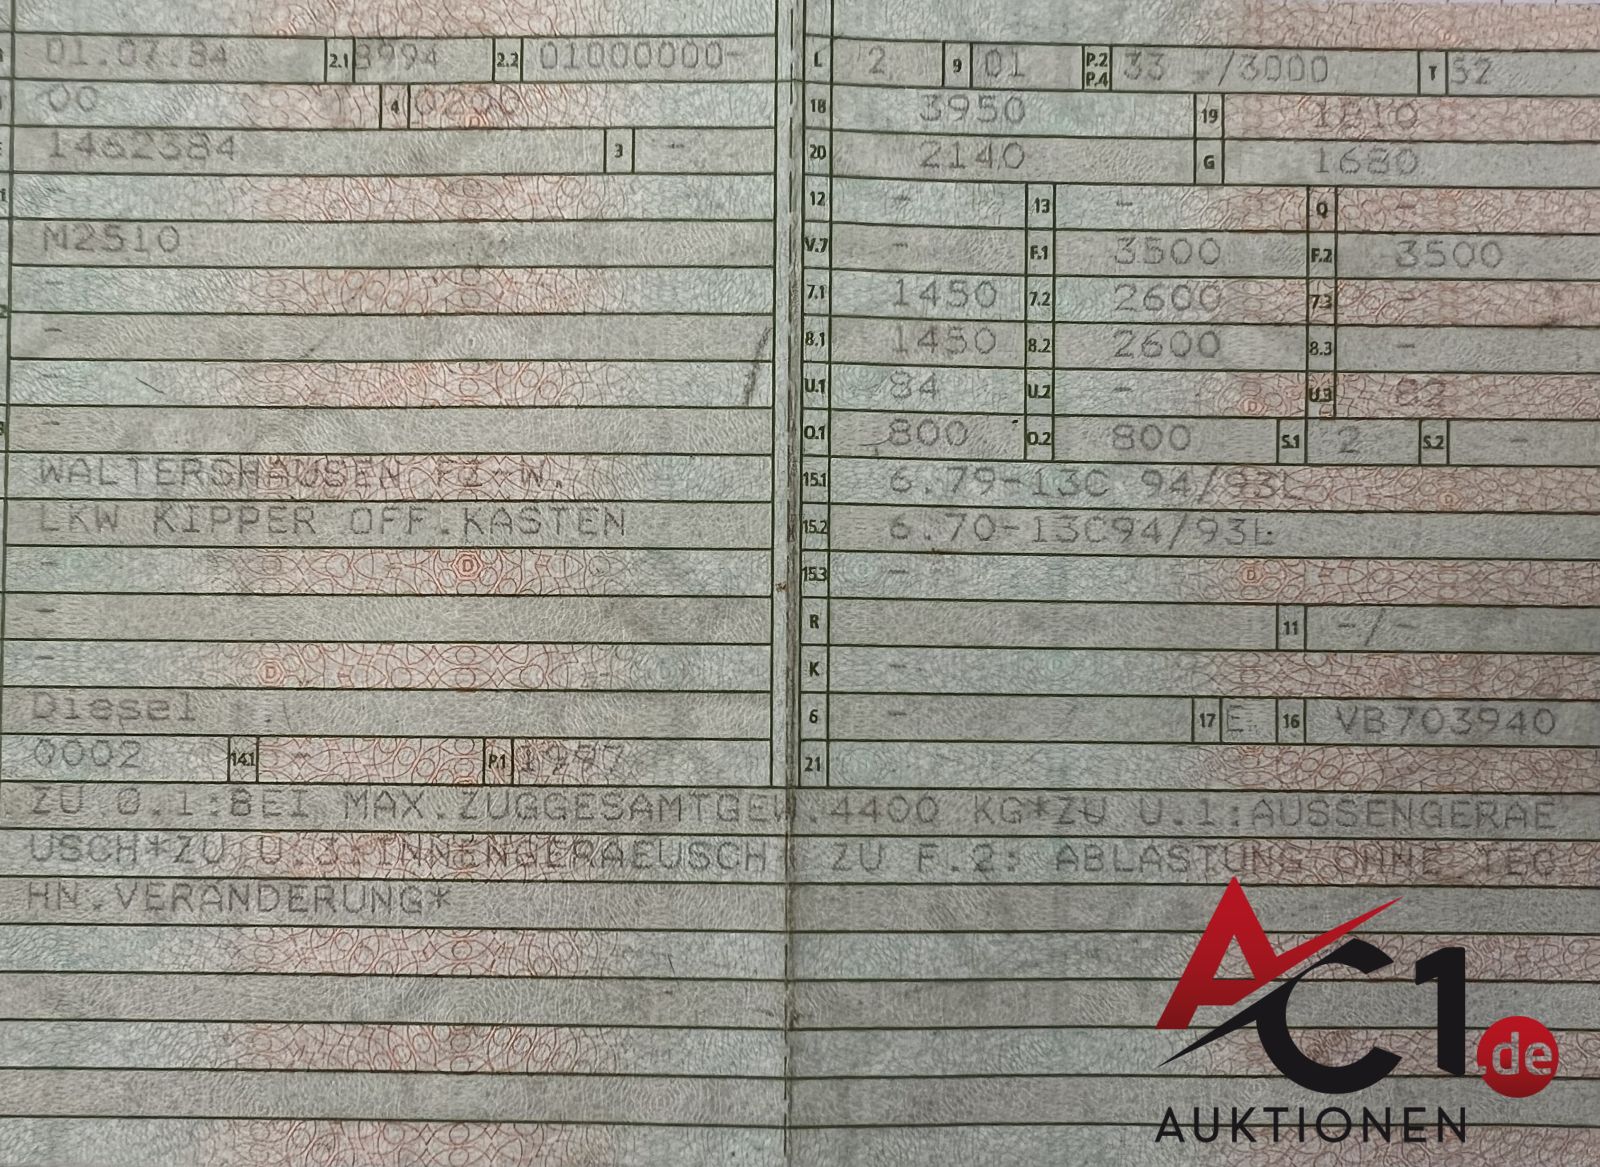 01.07.84 2.1 3994 2.2 01000000-
00 4 0200
1462384 3 -
-
M2510
-
-
-
-
WALTERSHAUSEN FZ-W.
LKW KIPPER OFF.KASTEN
-
-
-
Diesel
0002 14.1 - P.1 1997
L 2 9 01 P.2 P.4 33 /3000 T 82
18 3950 19 1810
20 2140 G 1680
12 - 13 - Q -
V.7 - F.1 3500 F.2 3500
7.1 1450 7.2 2600 7.3 -
8.1 1450 8.2 2600 8.3 -
U.1 84 U.2 - U.3 82
O.1 800 O.2 800 S.1 2 S.2 -
15.1 6.79-13C 94/93L
15.2 6.70-13C94/93L
15.3 -
R 11 -/-
K -
6 - 17 E 16 VB703940
21
ZU 0.1:BEI MAX.ZUGGESAMTGEW.4400 KG*ZU U.1:AUSSENGERAE
USCH*ZU U.3:INNENGERAEUSCH ZU F.2: ABLASTUNG OHNE TEC
HN.VERÄNDERUNG*
AC1.de
AUKTIONEN